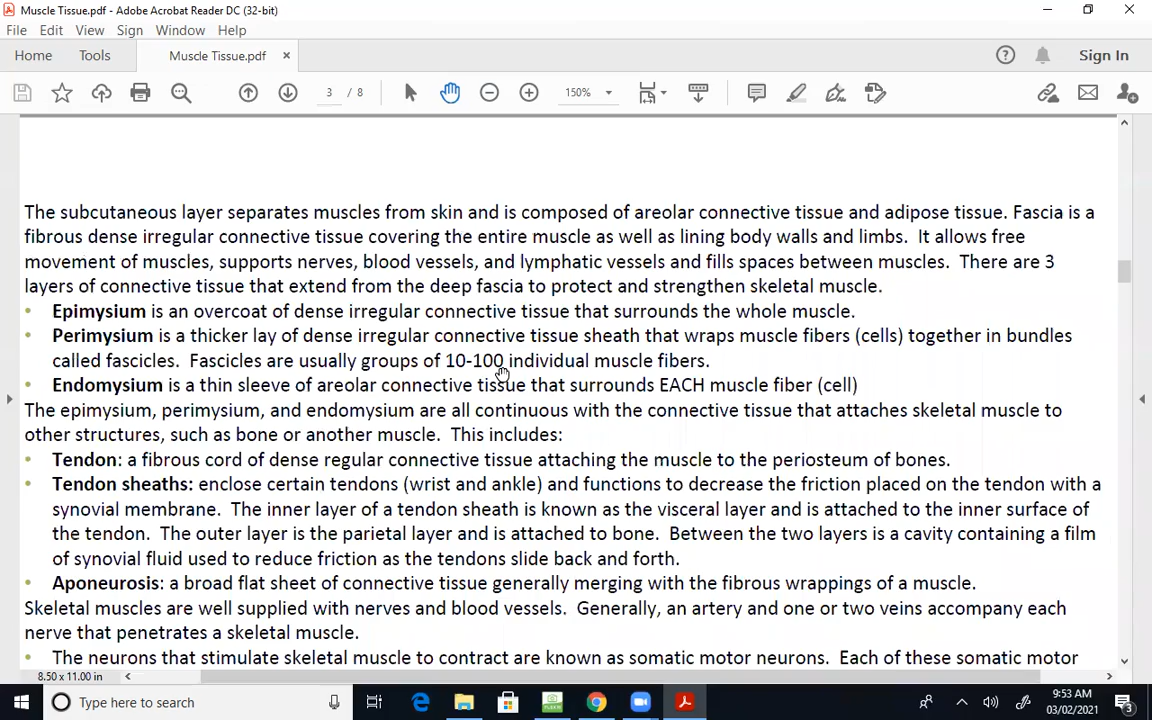 Muscle Tissue.pdf - Adobe Acrobat Reader DC (32-bit)
File Edit View Sign Window Help
Home Tools Muscle Tissue.pdf × Sign In
3 / 8 150%
The subcutaneous layer separates muscles from skin and is composed of areolar connective tissue and adipose tissue. Fascia is a
fibrous dense irregular connective tissue covering the entire muscle as well as lining body walls and limbs. It allows free
movement of muscles, supports nerves, blood vessels, and lymphatic vessels and fills spaces between muscles. There are 3
layers of connective tissue that extend from the deep fascia to protect and strengthen skeletal muscle.
• Epimysium is an overcoat of dense irregular connective tissue that surrounds the whole muscle.
• Perimysium is a thicker lay of dense irregular connective tissue sheath that wraps muscle fibers (cells) together in bundles
called fascicles. Fascicles are usually groups of 10-100 individual muscle fibers.
• Endomysium is a thin sleeve of areolar connective tissue that surrounds EACH muscle fiber (cell)
The epimysium, perimysium, and endomysium are all continuous with the connective tissue that attaches skeletal muscle to
other structures, such as bone or another muscle. This includes:
• Tendon: a fibrous cord of dense regular connective tissue attaching the muscle to the periosteum of bones.
• Tendon sheaths: enclose certain tendons (wrist and ankle) and functions to decrease the friction placed on the tendon with a
synovial membrane. The inner layer of a tendon sheath is known as the visceral layer and is attached to the inner surface of
the tendon. The outer layer is the parietal layer and is attached to bone. Between the two layers is a cavity containing a film
of synovial fluid used to reduce friction as the tendons slide back and forth.
• Aponeurosis: a broad flat sheet of connective tissue generally merging with the fibrous wrappings of a muscle.
Skeletal muscles are well supplied with nerves and blood vessels. Generally, an artery and one or two veins accompany each
nerve that penetrates a skeletal muscle.
• The neurons that stimulate skeletal muscle to contract are known as somatic motor neurons. Each of these somatic motor
8.50 x 11.00 in
Type here to search
9:53 AM
03/02/2021
3